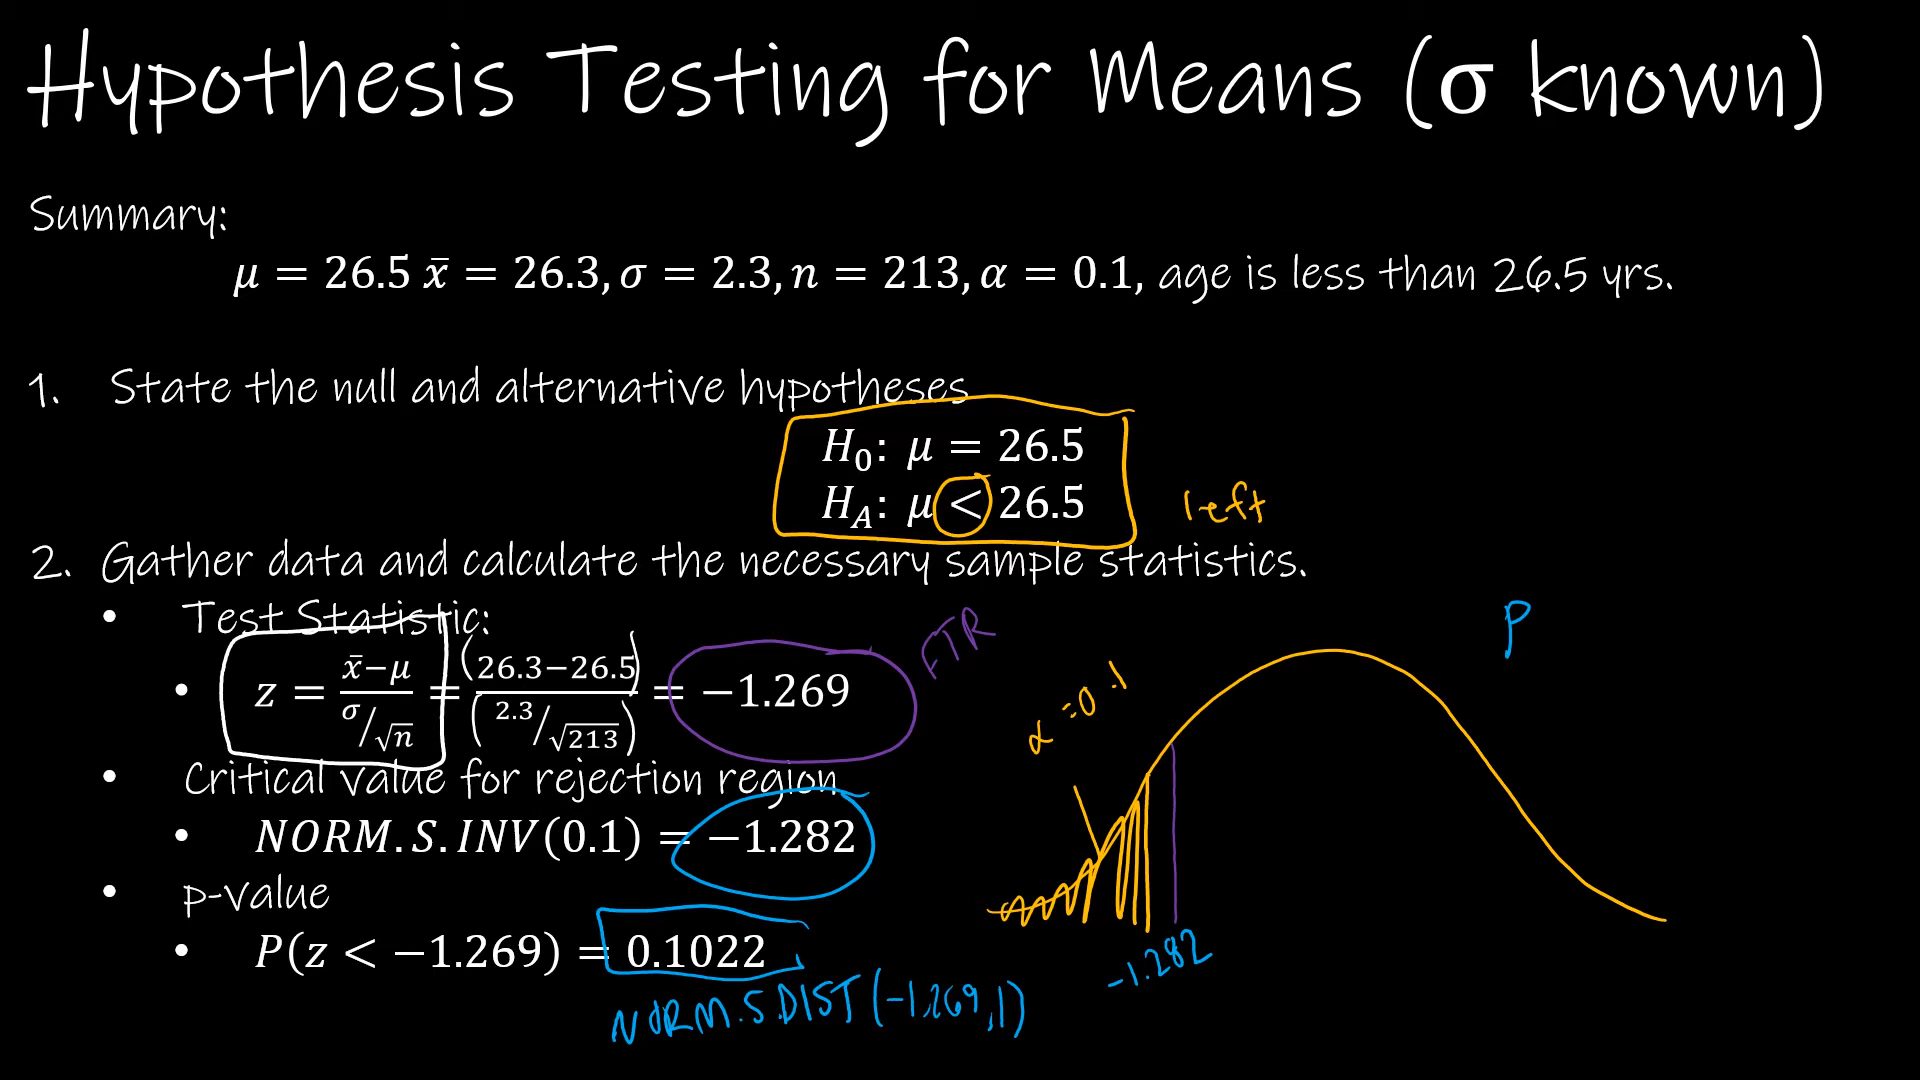 Hypothesis Testing for Means (σ known)
Summary:
μ = 26.5 x̄ = 26.3, σ = 2.3, n = 213, α = 0.1, age is less than 26.5 yrs.
1. State the null and alternative hypotheses
H₀: μ = 26.5
H_A: μ < 26.5
left
2. Gather data and calculate the necessary sample statistics.
• Test Statistic:
• z = (x̄−μ)/(σ/√n) = (26.3−26.5)/(2.3/√213) = −1.269
FTR
α = 0.1
P
• Critical value for rejection region
• NORM.S.INV(0.1) = −1.282
• p-value
• P(z < −1.269) = 0.1022
-1.282
NORM.S.DIST(-1.269,1)